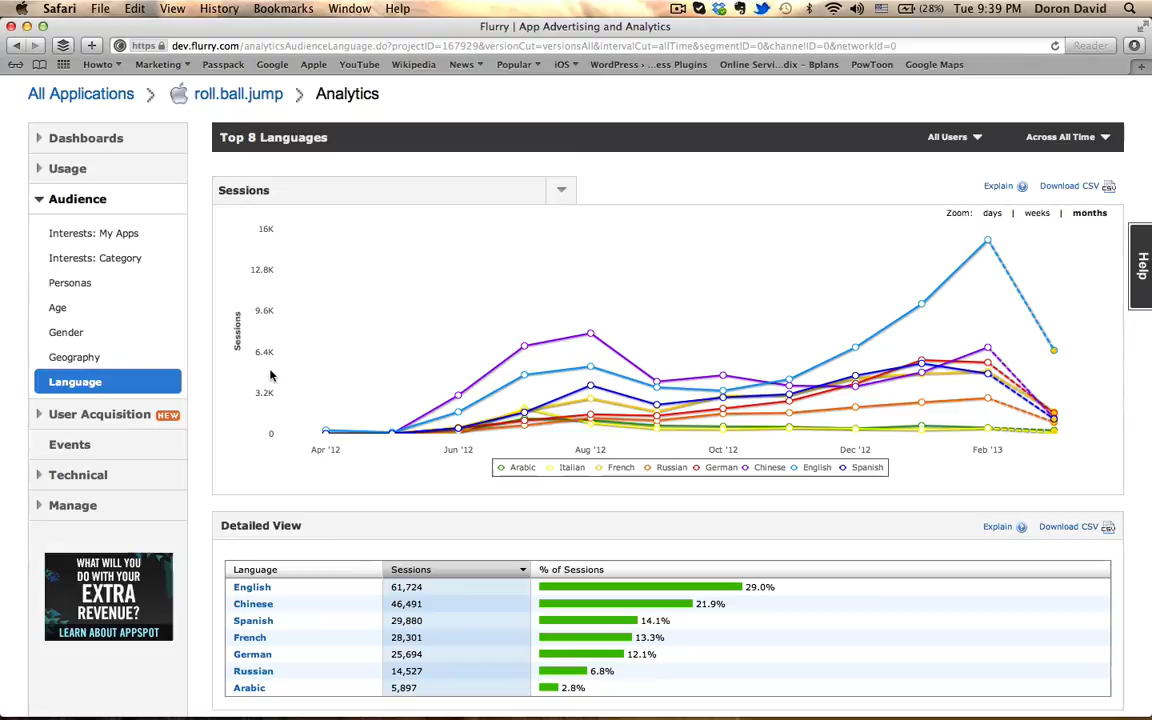 Safari File Edit View History Bookmarks Window Help (28%) Tue 9:39 PM Doron David
Flurry | App Advertising and Analytics
https dev.flurry.com/analyticsAudienceLanguage.do?projectID=167929&versionCut=versionsAll&intervalCut=allTime&segmentID=0&channelID=0&networkId=0 Reader
Howto Marketing Passpack Google Apple YouTube Wikipedia News Popular iOS WordPress › ...ess Plugins Online Servi...dix - Bplans PowToon Google Maps
All Applications roll.ball.jump Analytics
Dashboards
Usage
Audience
Interests: My Apps
Interests: Category
Personas
Age
Gender
Geography
Language
User Acquisition NEW
Events
Technical
Manage
WHAT WILL YOU
DO WITH YOUR
EXTRA
REVENUE?
LEARN ABOUT APPSPOT
Top 8 Languages All Users Across All Time
Sessions
Explain Download CSV
Zoom: days | weeks | months
16K
12.8K
9.6K
6.4K
3.2K
0
Sessions
Apr '12 Jun '12 Aug '12 Oct '12 Dec '12 Feb '13
Arabic Italian French Russian German Chinese English Spanish
Detailed View Explain Download CSV
Language Sessions % of Sessions
English 61,724 29.0%
Chinese 46,491 21.9%
Spanish 29,880 14.1%
French 28,301 13.3%
German 25,694 12.1%
Russian 14,527 6.8%
Arabic 5,897 2.8%
Help